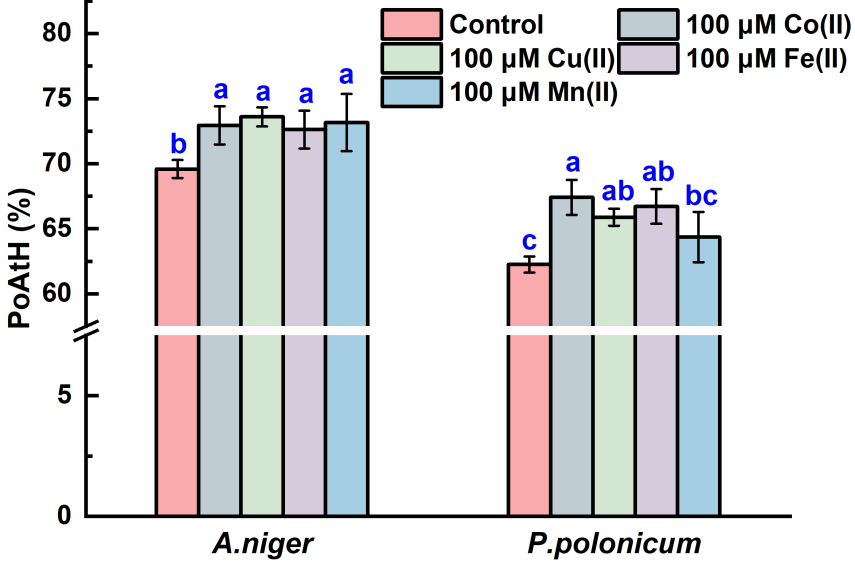 80
75
70
65
60
5
0
PoAtH (%)
Control
100 μM Co(II)
100 μM Cu(II)
100 μM Fe(II)
100 μM Mn(II)
b
a
a
a
a
c
a
ab
ab
bc
A.niger
P.polonicum